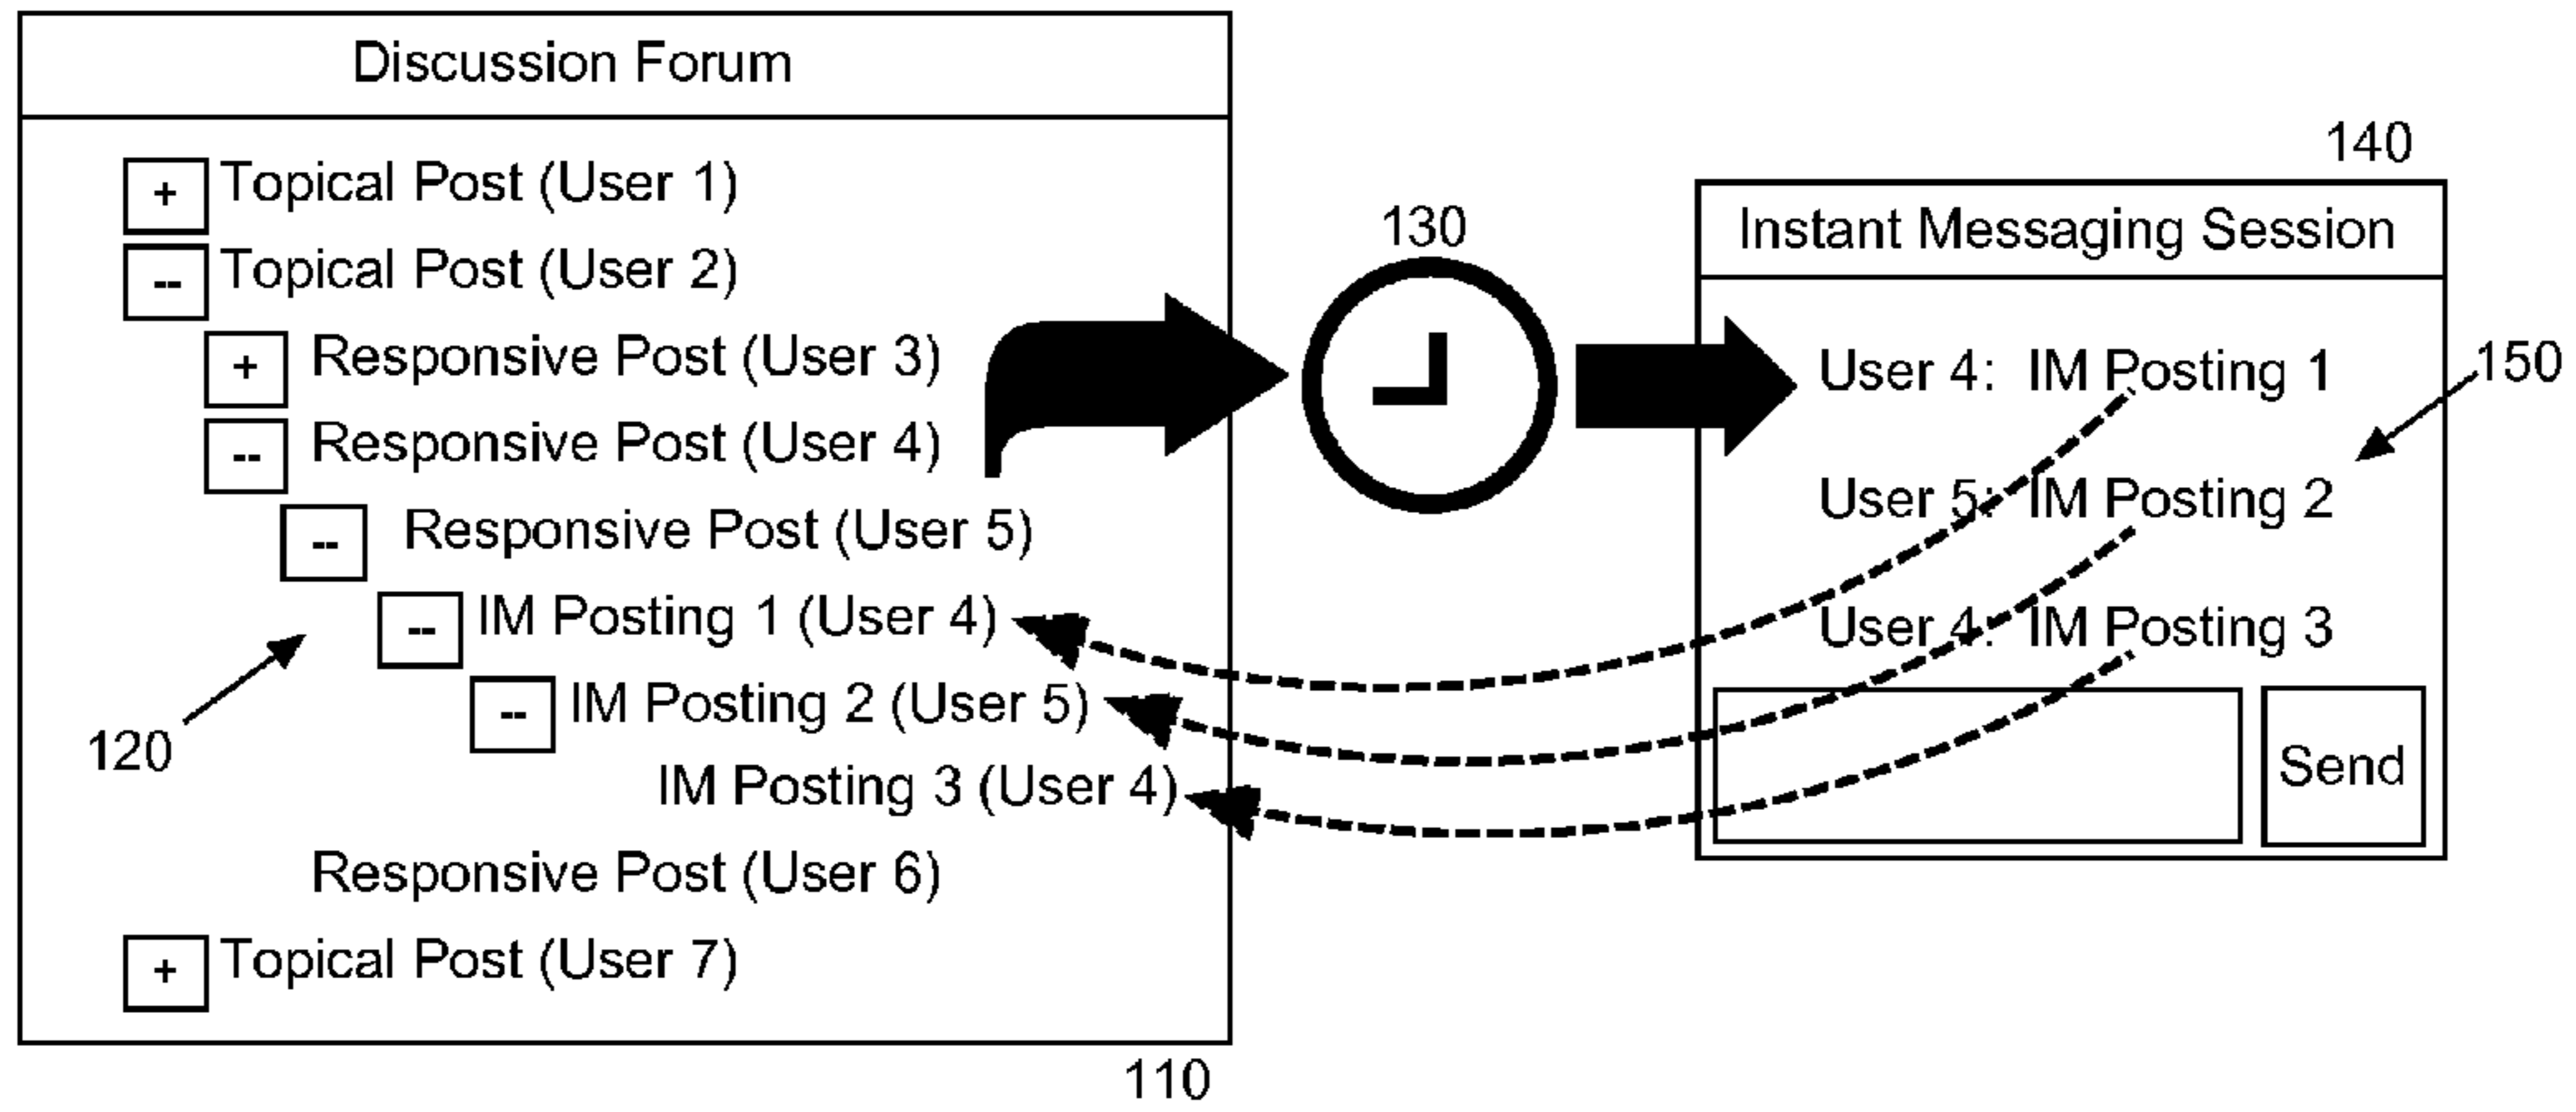 Discussion Forum
+ Topical Post (User 1)
-- Topical Post (User 2)
+ Responsive Post (User 3)
-- Responsive Post (User 4)
-- Responsive Post (User 5)
-- IM Posting 1 (User 4)
-- IM Posting 2 (User 5)
IM Posting 3 (User 4)
Responsive Post (User 6)
+ Topical Post (User 7)
120
110
130
140
Instant Messaging Session
User 4: IM Posting 1
150
User 5: IM Posting 2
User 4: IM Posting 3
Send